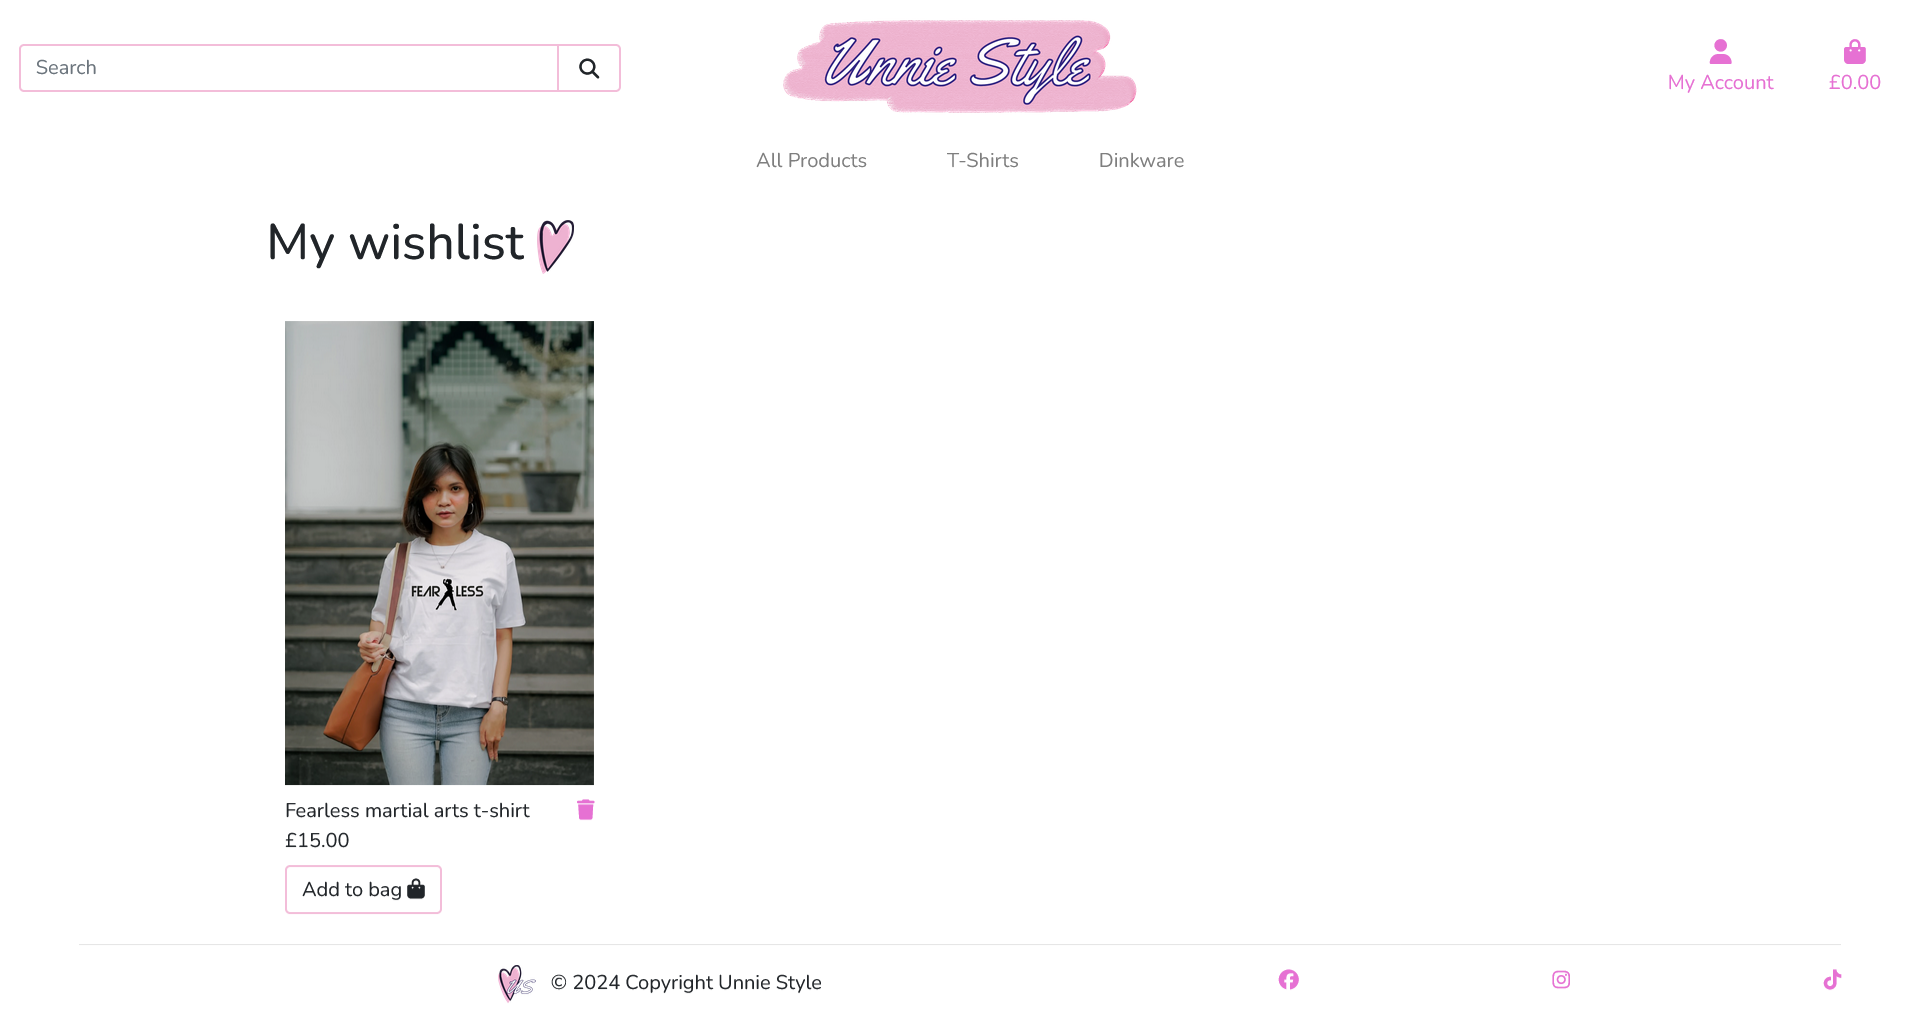 Search
Unnie Style
My Account
£0.00
All Products
T-Shirts
Dinkware
My wishlist
FEAR LESS
Fearless martial arts t-shirt
£15.00
Add to bag
US
© 2024 Copyright Unnie Style